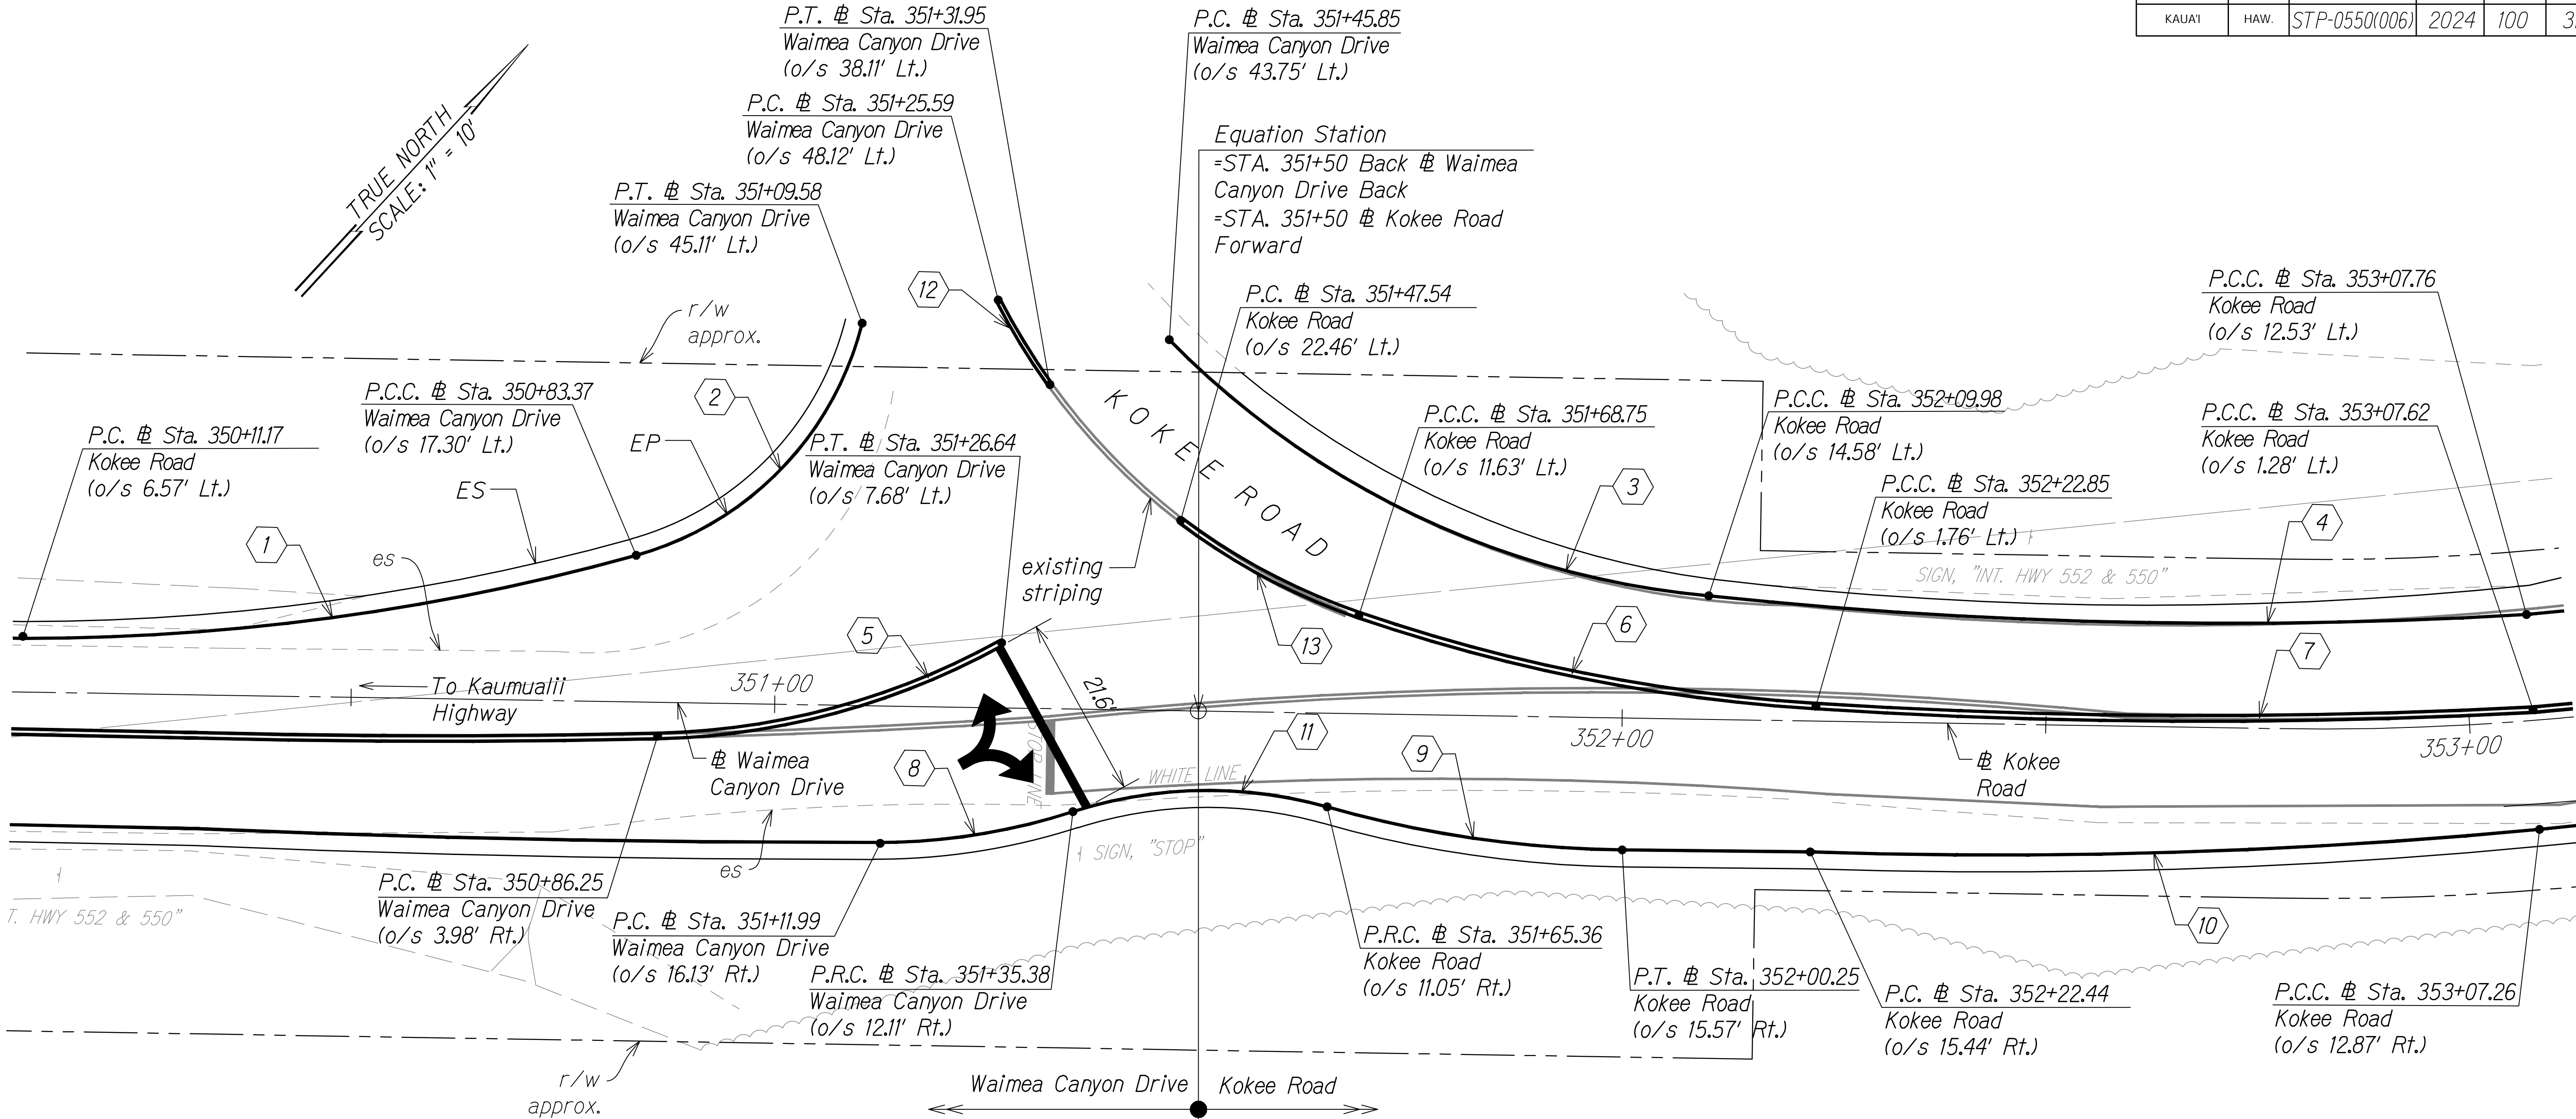 KAUA'I HAW. STP-0550(006) 2024 100
TRUE NORTH
SCALE: 1" = 10'
P.T. ⅊ Sta. 351+31.95
Waimea Canyon Drive
(o/s 38.11' Lt.)
P.C. ⅊ Sta. 351+25.59
Waimea Canyon Drive
(o/s 48.12' Lt.)
P.T. ⅊ Sta. 351+09.58
Waimea Canyon Drive
(o/s 45.11' Lt.)
P.C. ⅊ Sta. 351+45.85
Waimea Canyon Drive
(o/s 43.75' Lt.)
Equation Station
=STA. 351+50 Back ⅊ Waimea
Canyon Drive Back
=STA. 351+50 ⅊ Kokee Road
Forward
P.C. ⅊ Sta. 351+47.54
Kokee Road
(o/s 22.46' Lt.)
P.C.C. ⅊ Sta. 353+07.76
Kokee Road
(o/s 12.53' Lt.)
12
r/w
approx.
P.C. ⅊ Sta. 350+11.17
Kokee Road
(o/s 6.57' Lt.)
P.C.C. ⅊ Sta. 350+83.37
Waimea Canyon Drive
(o/s 17.30' Lt.)
2
EP
ES
1
es
P.T. ⅊ Sta. 351+26.64
Waimea Canyon Drive
(o/s 7.68' Lt.)
KOKEE ROAD
existing
striping
P.C.C. ⅊ Sta. 351+68.75
Kokee Road
(o/s 11.63' Lt.)
3
P.C.C. ⅊ Sta. 352+09.98
Kokee Road
(o/s 14.58' Lt.)
P.C.C. ⅊ Sta. 352+22.85
Kokee Road
(o/s 1.76' Lt.)
P.C.C. ⅊ Sta. 353+07.62
Kokee Road
(o/s 1.28' Lt.)
4
SIGN, "INT. HWY 552 & 550"
5
13
6
7
To Kaumualii
Highway
351+00
21.6'
⅊ Waimea
Canyon Drive
8
STOP LINE
WHITE LINE
11
9
352+00
⅊ Kokee
Road
353+00
es
SIGN, "STOP"
T. HWY 552 & 550"
P.C. ⅊ Sta. 350+86.25
Waimea Canyon Drive
(o/s 3.98' Rt.)
P.C. ⅊ Sta. 351+11.99
Waimea Canyon Drive
(o/s 16.13' Rt.)
P.R.C. ⅊ Sta. 351+35.38
Waimea Canyon Drive
(o/s 12.11' Rt.)
P.R.C. ⅊ Sta. 351+65.36
Kokee Road
(o/s 11.05' Rt.)
P.T. ⅊ Sta. 352+00.25
Kokee Road
(o/s 15.57' Rt.)
P.C. ⅊ Sta. 352+22.44
Kokee Road
(o/s 15.44' Rt.)
10
P.C.C. ⅊ Sta. 353+07.26
Kokee Road
(o/s 12.87' Rt.)
r/w
approx.
Waimea Canyon Drive
Kokee Road